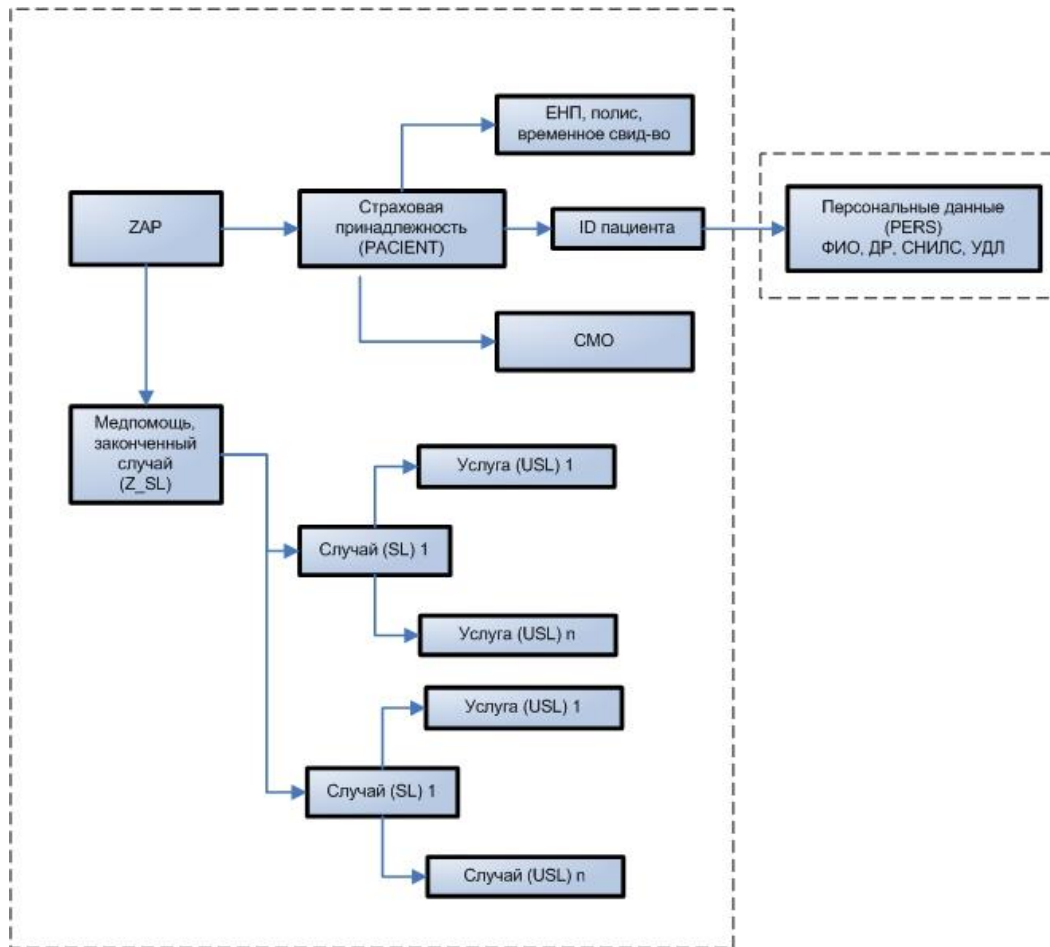 ЕНП, полис,
временное свид-во
ZAP
Страховая
принадлежность
(PACIENT)
ID пациента
Персональные данные
(PERS)
ФИО, ДР, СНИЛС, УДЛ
СМО
Медпомощь,
законченный
случай
(Z_SL)
Услуга (USL) 1
Случай (SL) 1
Услуга (USL) n
Услуга (USL) 1
Случай (SL) 1
Случай (USL) n